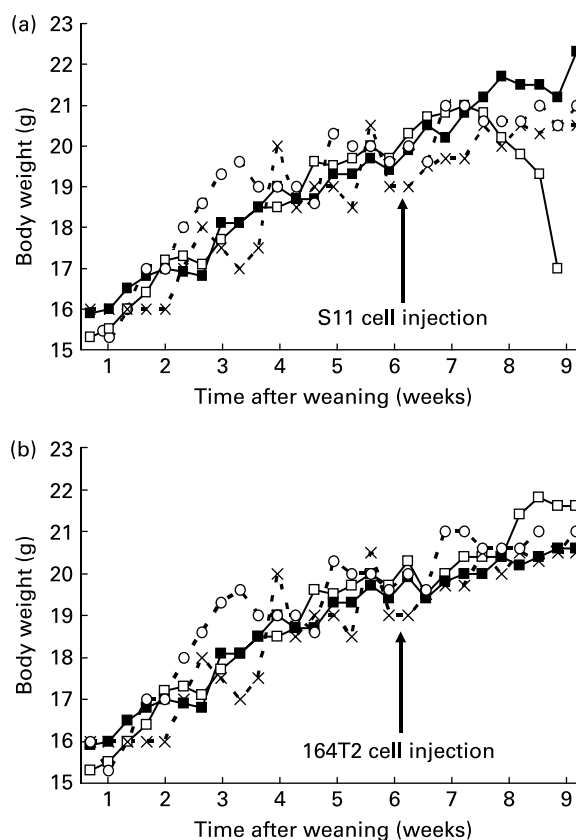 (a)
23
22
21
20
19
18
17
16
15
Body weight (g)
S11 cell injection
1 2 3 4 5 6 7 8 9
Time after weaning (weeks)
(b)
23
22
21
20
19
18
17
16
15
Body weight (g)
164T2 cell injection
1 2 3 4 5 6 7 8 9
Time after weaning (weeks)